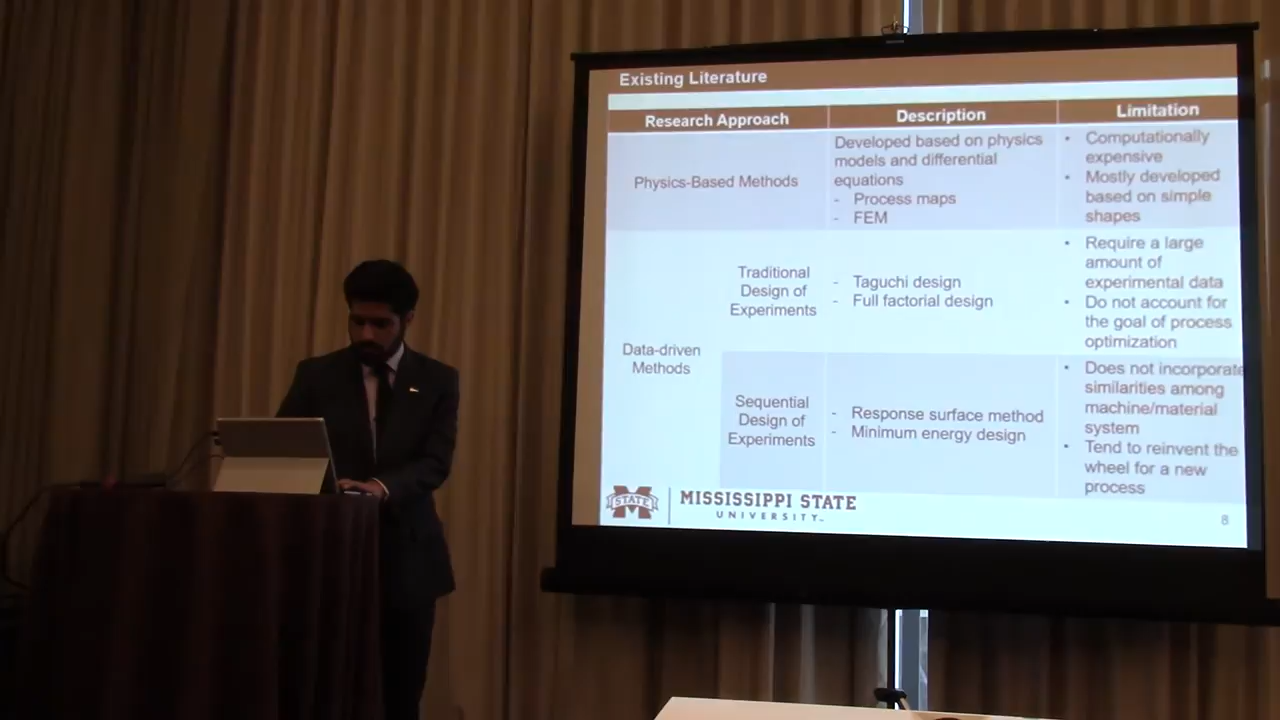 Existing Literature
Research Approach
Description
Limitation
Physics-Based Methods
Developed based on physics
models and differential
equations
- Process maps
- FEM
• Computationally
expensive
• Mostly developed
based on simple
shapes
Data-driven
Methods
Traditional
Design of
Experiments
- Taguchi design
- Full factorial design
• Require a large
amount of
experimental data
• Do not account for
the goal of process
optimization
Sequential
Design of
Experiments
- Response surface method
- Minimum energy design
• Does not incorporate
similarities among
machine/material
system
• Tend to reinvent the
wheel for a new
process
STATE
MISSISSIPPI STATE
UNIVERSITY™
8